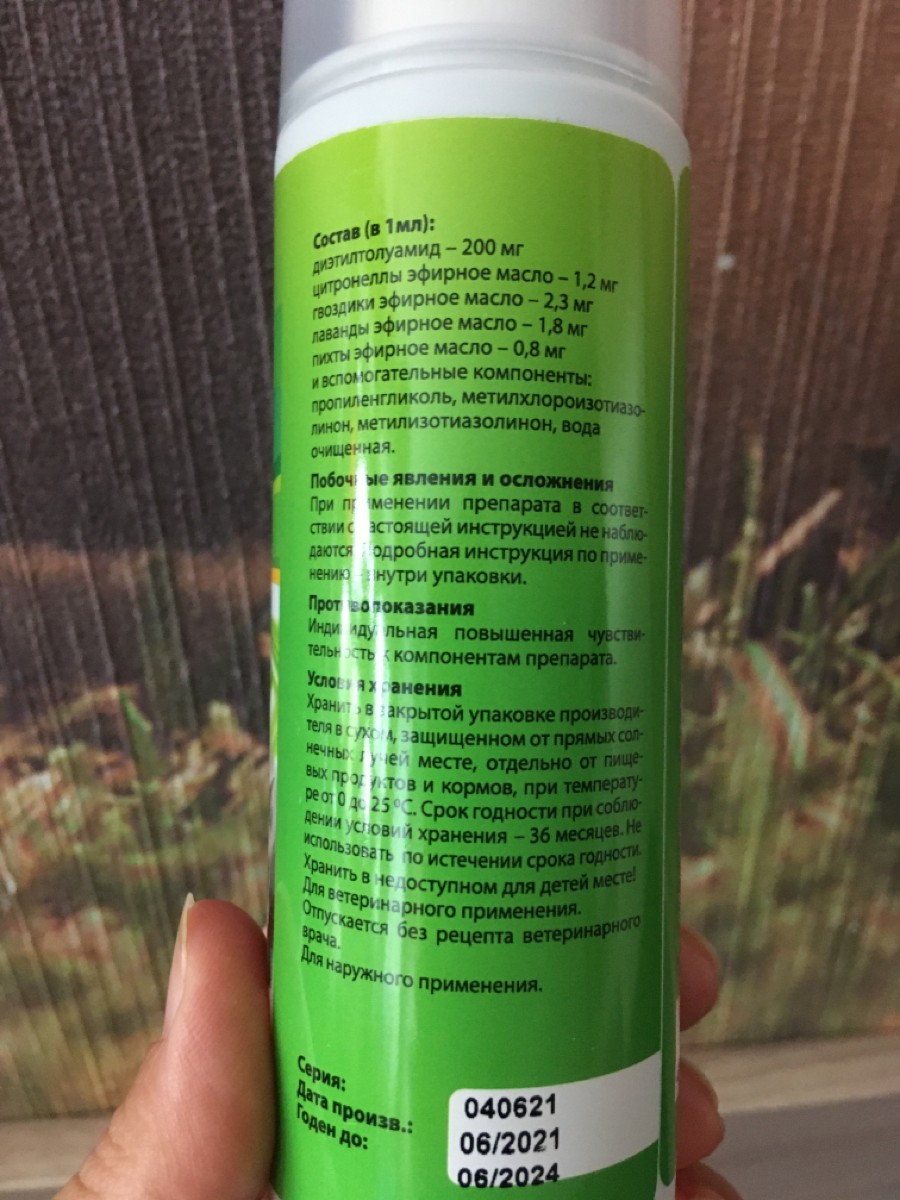 Состав (в 1мл):
диэтилтолуамид – 200 мг
цитронеллы эфирное масло – 1,2 мг
гвоздики эфирное масло – 2,3 мг
лаванды эфирное масло – 1,8 мг
пихты эфирное масло – 0,8 мг
и вспомогательные компоненты:
пропиленгликоль, метилхлороизотиазо-
линон, метилизотиазолинон, вода
очищенная.
Побочные явления и осложнения
При применении препарата в соответ-
ствии с настоящей инструкцией не наблю-
даются. Подробная инструкция по приме-
нению – внутри упаковки.
Противопоказания
Индивидуальная повышенная чувстви-
тельность к компонентам препарата.
Условия хранения
Хранить в закрытой упаковке производи-
теля в сухом, защищенном от прямых сол-
нечных лучей месте, отдельно от пище-
вых продуктов и кормов, при температу-
ре от 0 до 25 ºС. Срок годности при соблю-
дении условий хранения – 36 месяцев. Не
использовать по истечении срока годности.
Хранить в недоступном для детей месте!
Для ветеринарного применения.
Отпускается без рецепта ветеринарного
врача.
Для наружного применения.
Серия: 040621
Дата произв.: 06/2021
Годен до: 06/2024